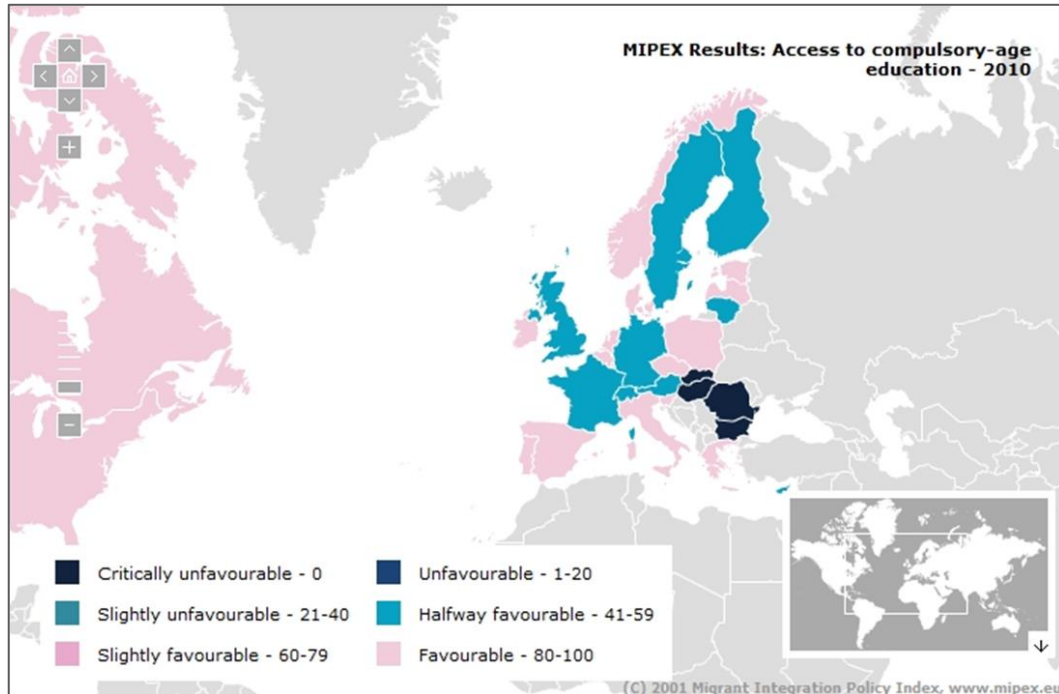 MIPEX Results: Access to compulsory-age
education - 2010
Critically unfavourable - 0
Unfavourable - 1-20
Slightly unfavourable - 21-40
Halfway favourable - 41-59
Slightly favourable - 60-79
Favourable - 80-100
(C) 2001 Migrant Integration Policy Index, www.mipex.eu